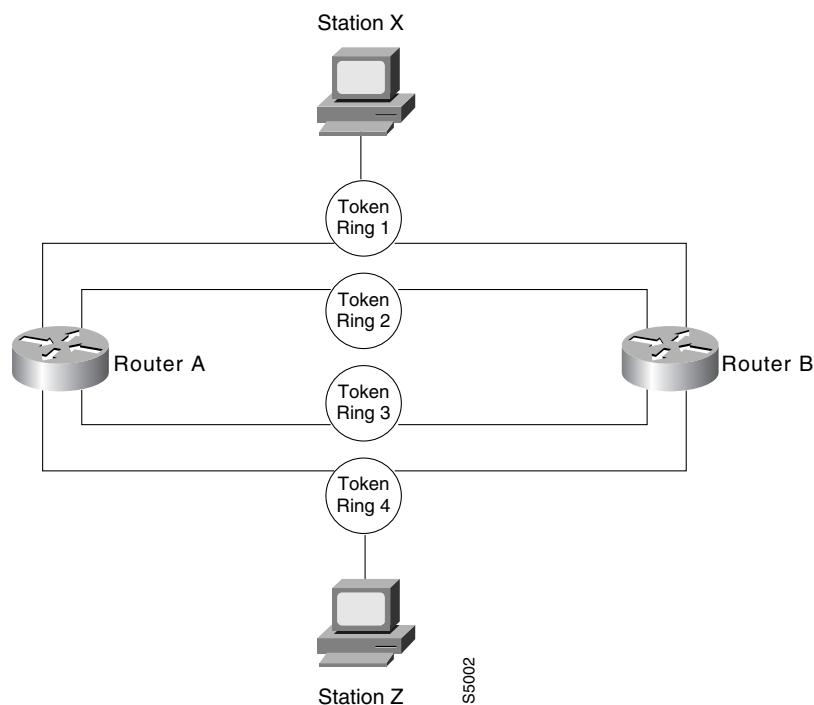 Station X
Token
Ring 1
Token
Ring 2
Router A
Router B
Token
Ring 3
Token
Ring 4
Station Z
S5002